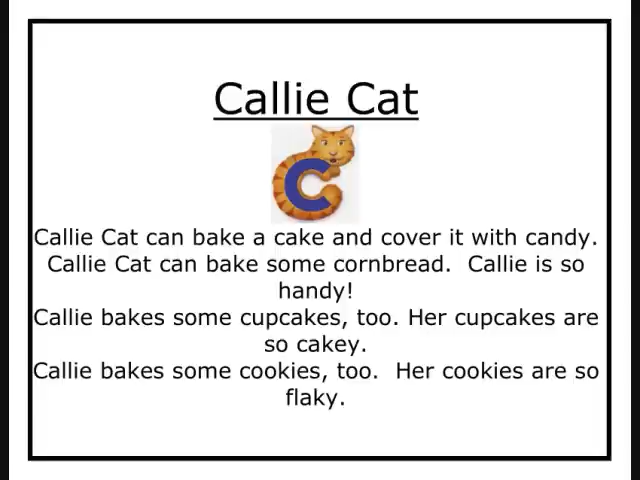 Callie Cat
C
Callie Cat can bake a cake and cover it with candy.
Callie Cat can bake some cornbread.  Callie is so
handy!
Callie bakes some cupcakes, too. Her cupcakes are
so cakey.
Callie bakes some cookies, too.  Her cookies are so
flaky.